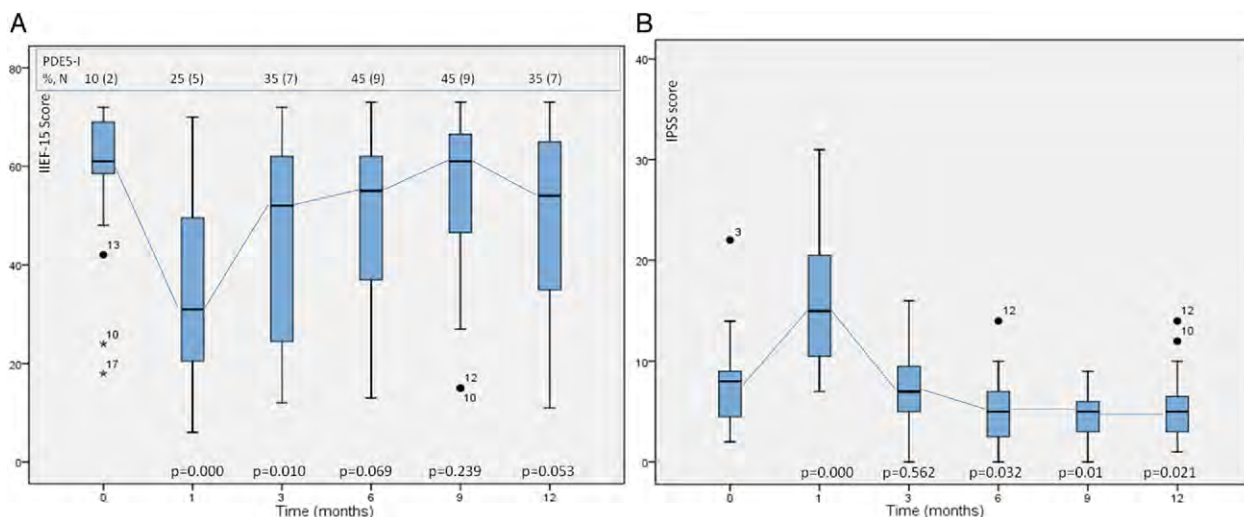 A
PDE5-I
%, N 10 (2) 25 (5) 35 (7) 45 (9) 45 (9) 35 (7)
IIEF-15 Score
80
60
40
20
0
13
10
17
12
10
p=0.000 p=0.010 p=0.069 p=0.239 p=0.053
0 1 3 6 9 12
Time (months)
B
IPSS score
40
30
20
10
0
3
12
12
10
p=0.000 p=0.562 p=0.032 p=0.01 p=0.021
0 1 3 6 9 12
Time (months)